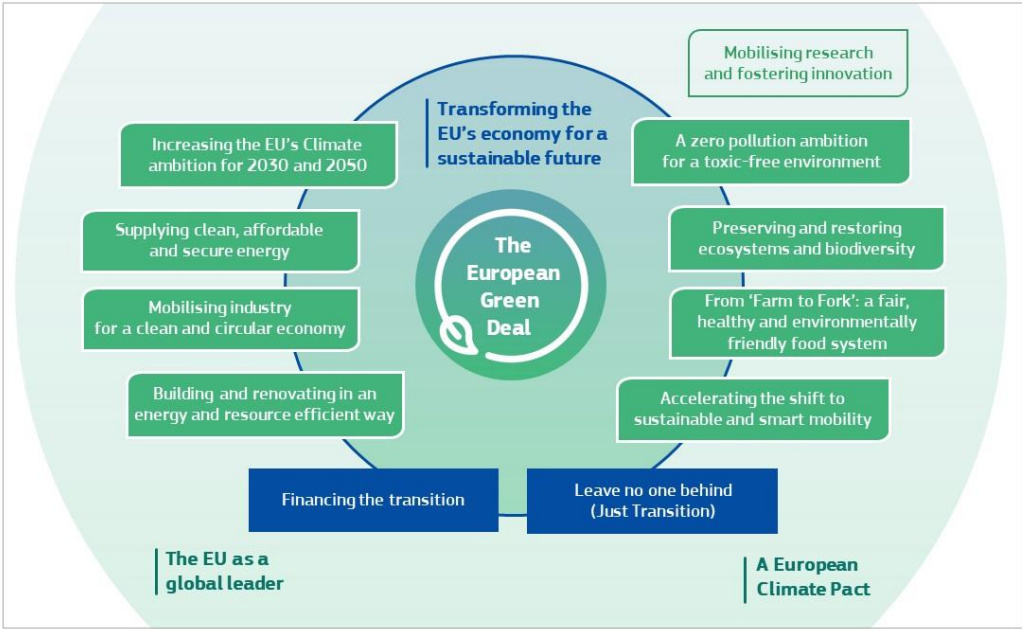 Mobilising research
and fostering innovation
Transforming the
EU's economy for a
sustainable future
Increasing the EU's Climate
ambition for 2030 and 2050
A zero pollution ambition
for a toxic-free environment
Supplying clean, affordable
and secure energy
Preserving and restoring
ecosystems and biodiversity
The
European
Green
Deal
Mobilising industry
for a clean and circular economy
From ‘Farm to Fork’: a fair,
healthy and environmentally
friendly food system
Building and renovating in an
energy and resource efficient way
Accelerating the shift to
sustainable and smart mobility
Financing the transition
Leave no one behind
(Just Transition)
The EU as a
global leader
A European
Climate Pact